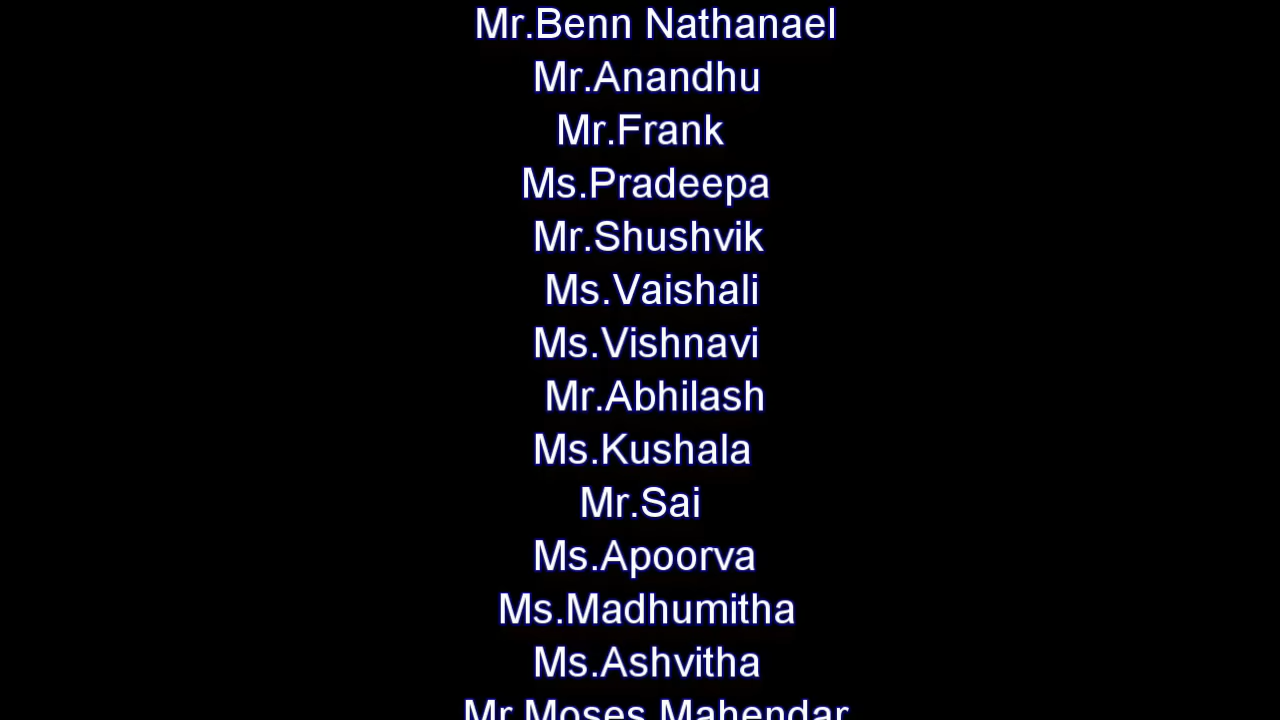 Mr.Benn Nathanael
Mr.Anandhu
Mr.Frank
Ms.Pradeepa
Mr.Shushvik
Ms.Vaishali
Ms.Vishnavi
Mr.Abhilash
Ms.Kushala
Mr.Sai
Ms.Apoorva
Ms.Madhumitha
Ms.Ashvitha
Mr.Moses Mahendar